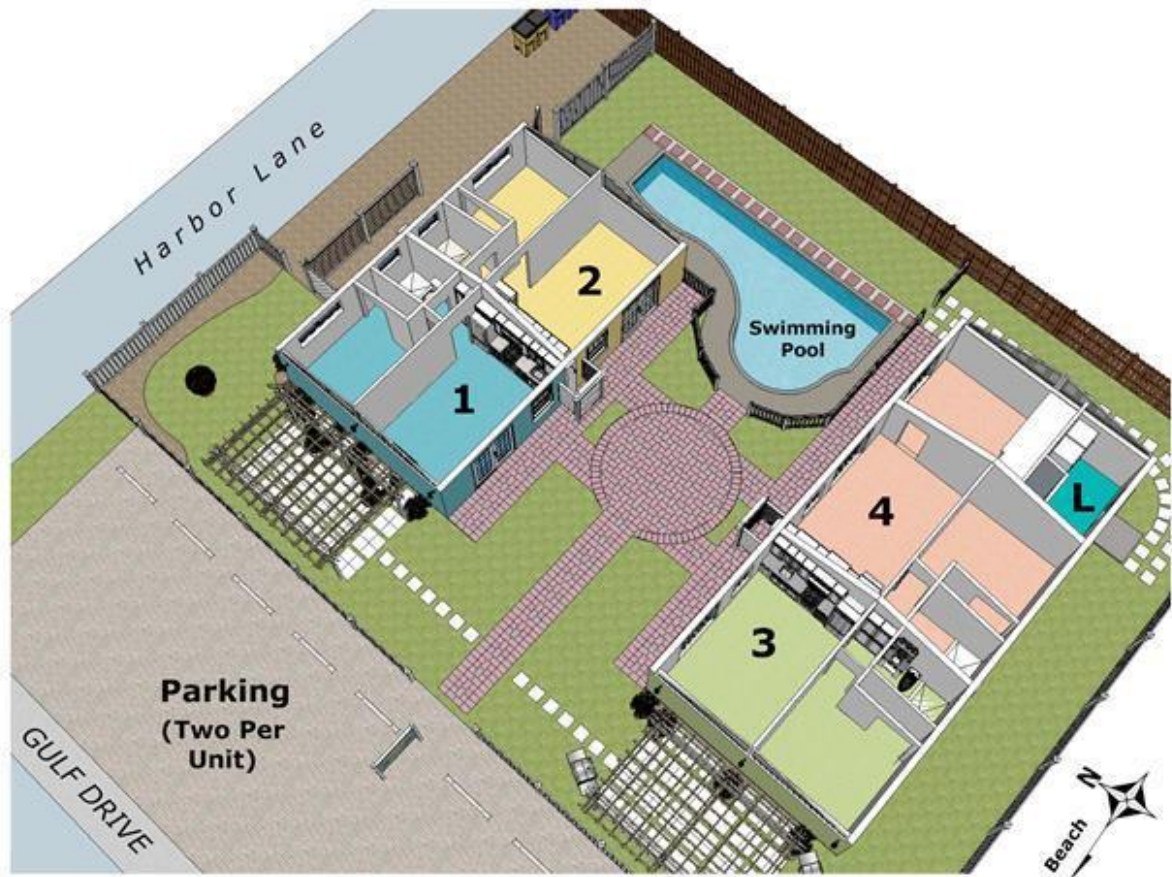 Harbor Lane
2
Swimming
Pool
1
4
L
3
Parking
(Two Per
Unit)
GULF DRIVE
N
Beach